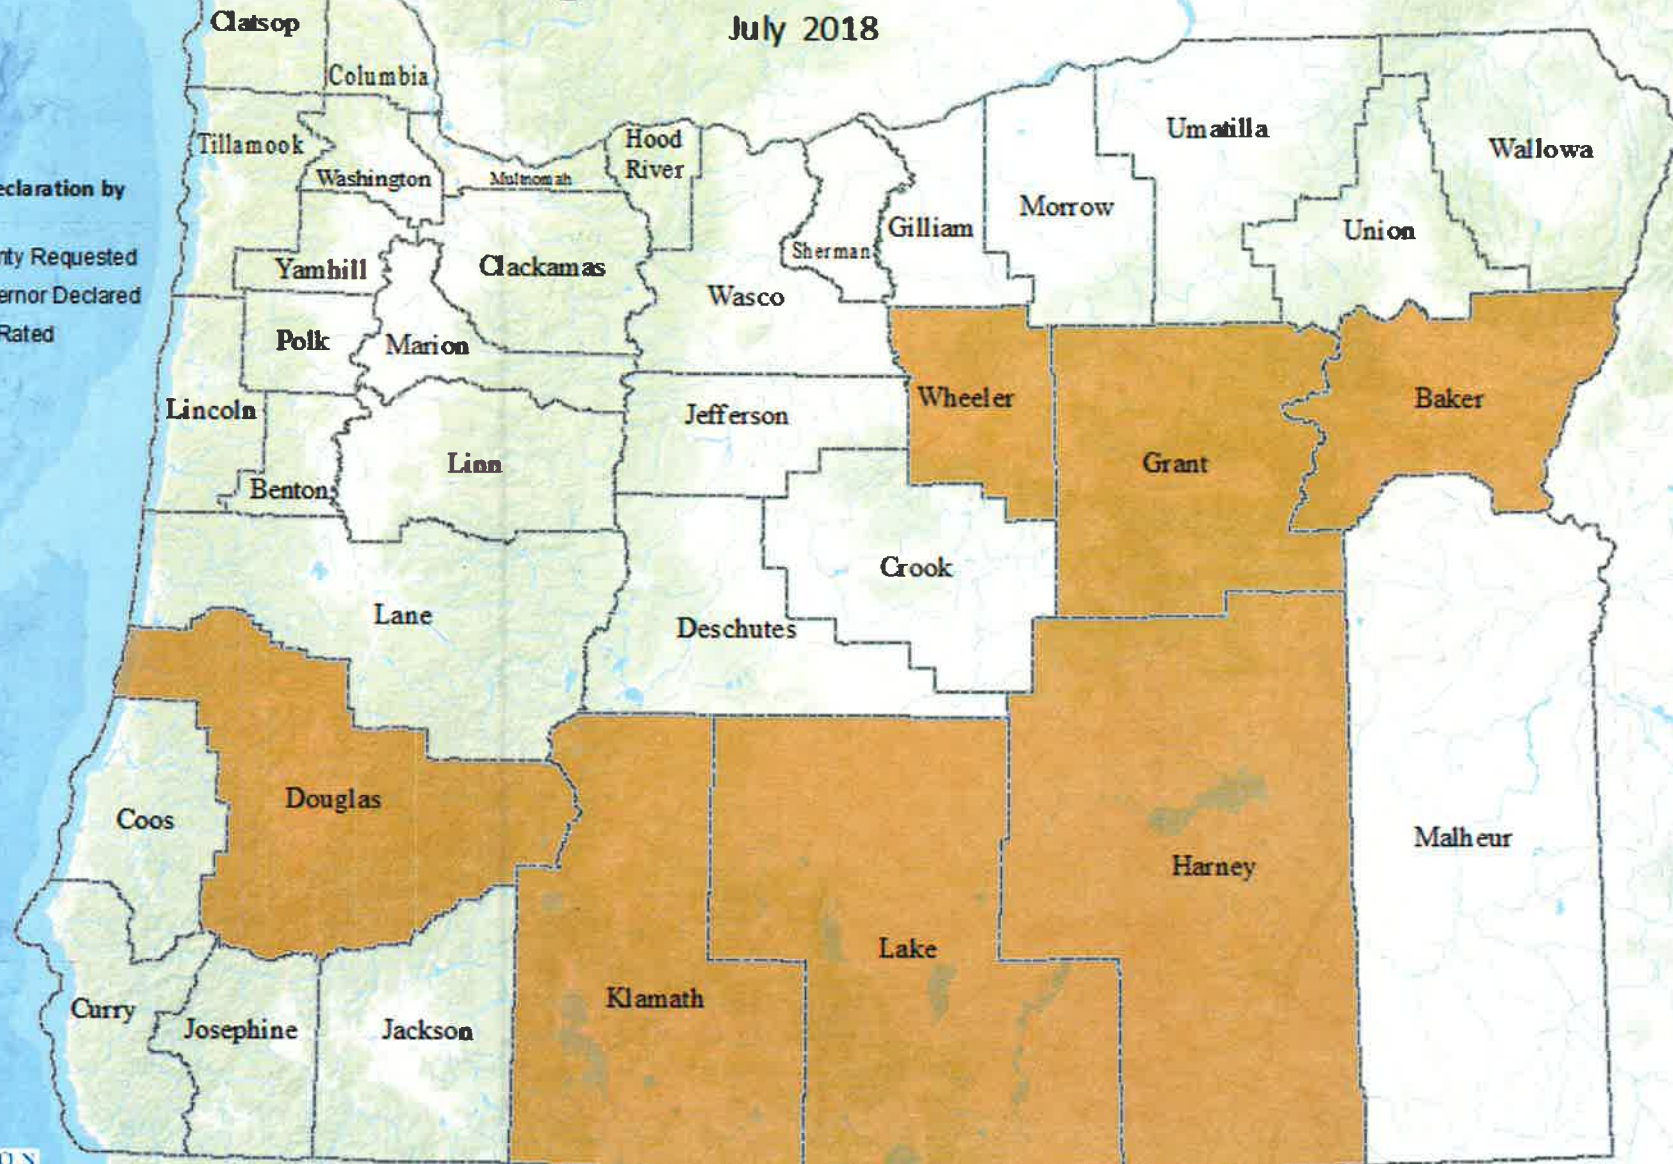 July 2018
Clatsop
Columbia
Tillamook
Washington
Multnomah
Hood
River
Umatilla
Wallowa
eclaration by
nty Requested
ernor Declared
Rated
Yamhill
Clackamas
Wasco
Sherman
Gilliam
Morrow
Union
Polk
Marion
Lincoln
Benton
Linn
Jefferson
Wheeler
Grant
Baker
Crook
Lane
Deschutes
Coos
Douglas
Harney
Malheur
Lake
Klamath
Curry
Josephine
Jackson
ON